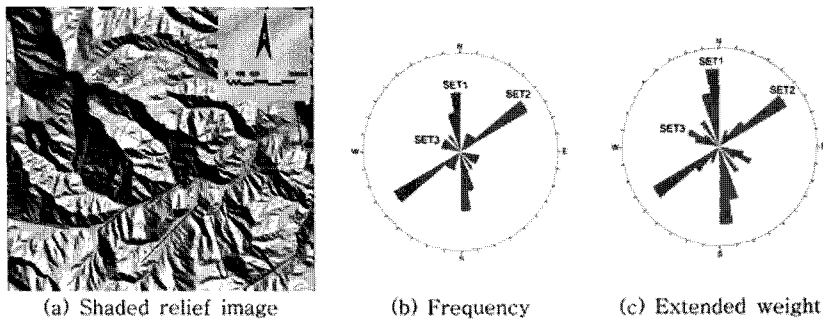 N
SET1
SET2
SET3
W
E
S
N
SET1
SET2
SET3
W
E
S
(a) Shaded relief image
(b) Frequency
(c) Extended weight